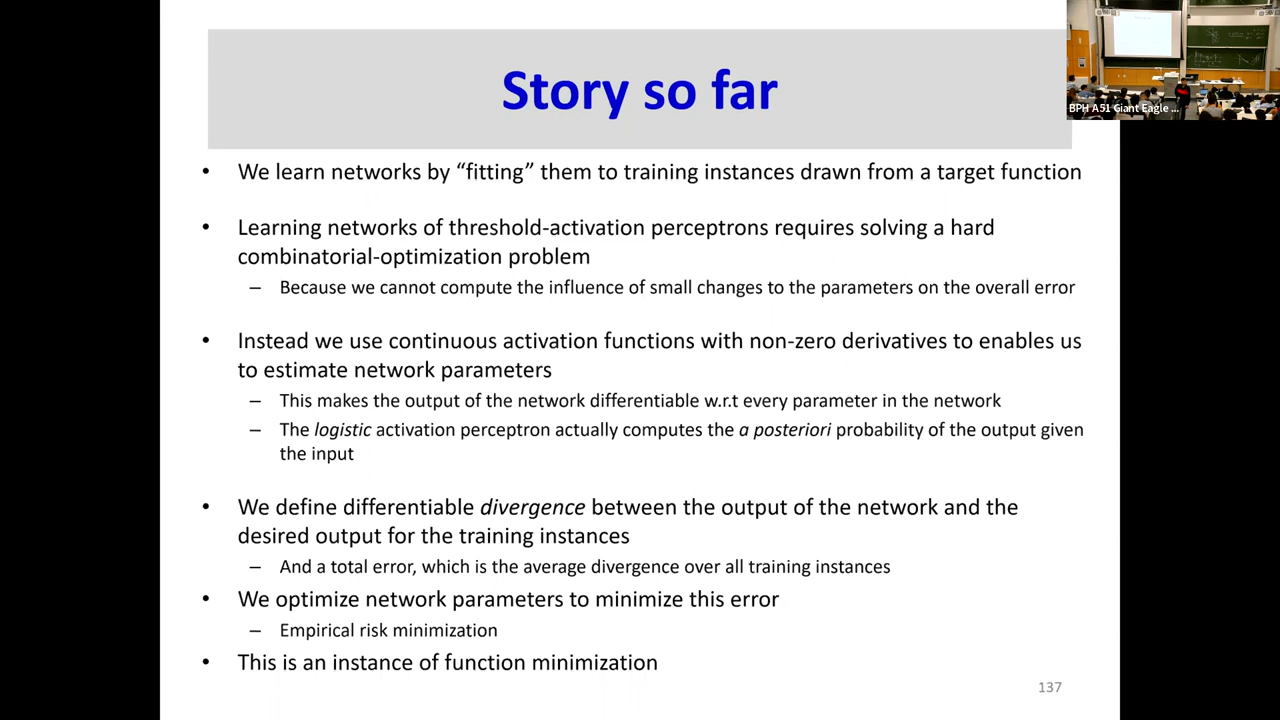 Story so far
BPH A51 Giant Eagle ...
• We learn networks by “fitting” them to training instances drawn from a target function
• Learning networks of threshold-activation perceptrons requires solving a hard
combinatorial-optimization problem
– Because we cannot compute the influence of small changes to the parameters on the overall error
• Instead we use continuous activation functions with non-zero derivatives to enables us
to estimate network parameters
– This makes the output of the network differentiable w.r.t every parameter in the network
– The logistic activation perceptron actually computes the a posteriori probability of the output given
the input
• We define differentiable divergence between the output of the network and the
desired output for the training instances
– And a total error, which is the average divergence over all training instances
• We optimize network parameters to minimize this error
– Empirical risk minimization
• This is an instance of function minimization
137